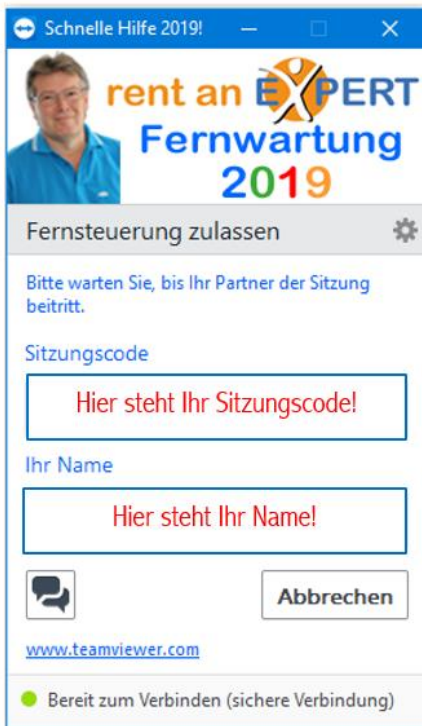 Schnelle Hilfe 2019!
rent an EXPERT
Fernwartung
2019
Fernsteuerung zulassen
Bitte warten Sie, bis Ihr Partner der Sitzung
beitritt.
Sitzungscode
Hier steht Ihr Sitzungscode!
Ihr Name
Hier steht Ihr Name!
Abbrechen
www.teamviewer.com
Bereit zum Verbinden (sichere Verbindung)